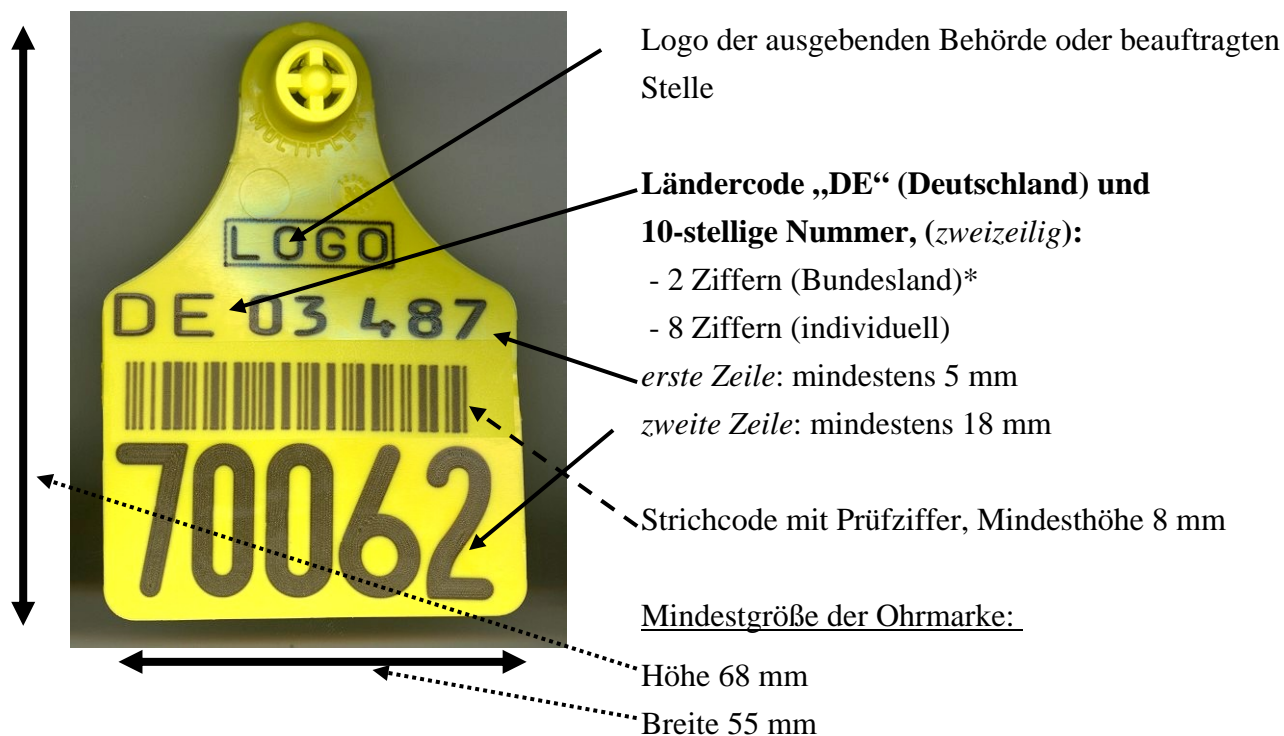 Logo der ausgebenden Behörde oder beauftragten
Stelle
MULTIFLEX
Ländercode „DE“ (Deutschland) und
10-stellige Nummer, (zweizeilig):
LOGO
- 2 Ziffern (Bundesland)*
DE 03 487
- 8 Ziffern (individuell)
erste Zeile: mindestens 5 mm
zweite Zeile: mindestens 18 mm
70062
Strichcode mit Prüfziffer, Mindesthöhe 8 mm
Mindestgröße der Ohrmarke:
Höhe 68 mm
Breite 55 mm